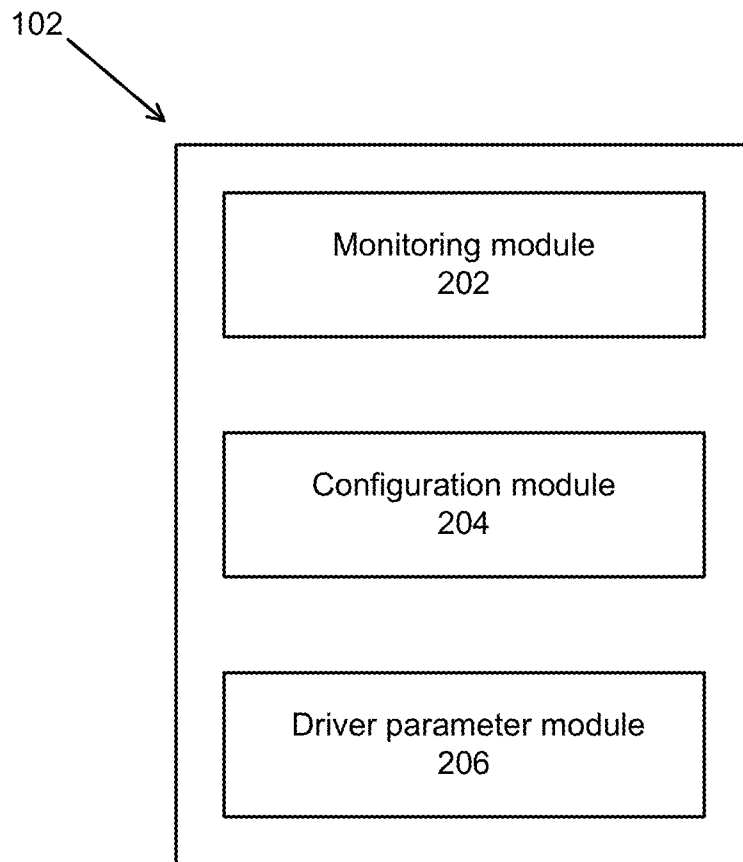 102
Monitoring module
202
Configuration module
204
Driver parameter module
206